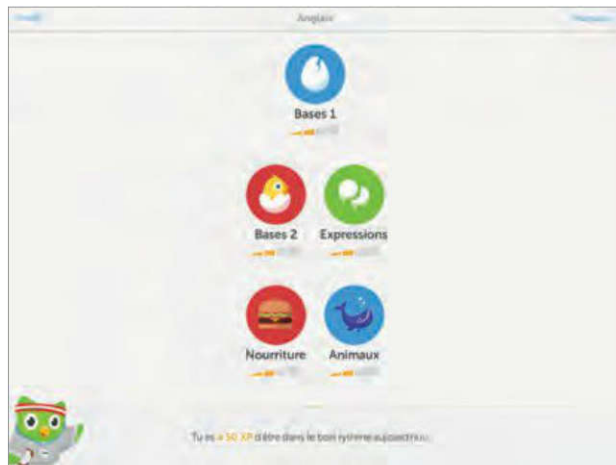 Anglais
Bases 1
Bases 2 Expressions
Nourriture Animaux
Tu es à 50 XP d'être dans le bon rythme aujourd'hui.